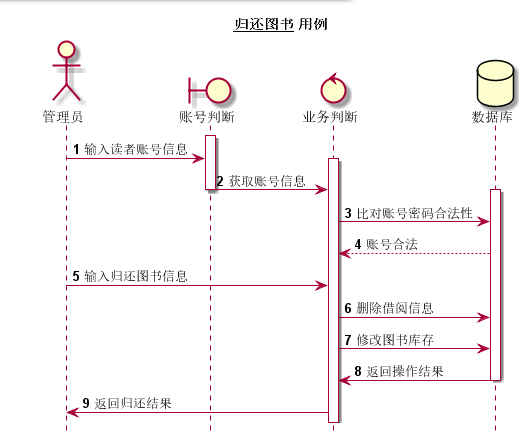 归还图书 用例
管理员
账号判断
业务判断
数据库
1 输入读者账号信息
2 获取账号信息
3 比对账号密码合法性
4 账号合法
5 输入归还图书信息
6 删除借阅信息
7 修改图书库存
8 返回操作结果
9 返回归还结果